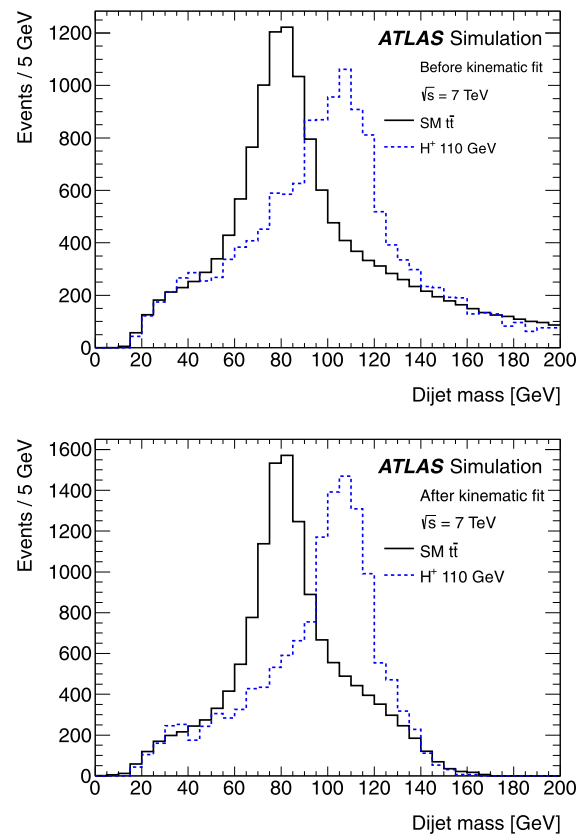 ATLAS Simulation
Before kinematic fit
√s = 7 TeV
SM tt̄
H⁺ 110 GeV
Events / 5 GeV
1200
1000
800
600
400
200
0
0 20 40 60 80 100 120 140 160 180 200
Dijet mass [GeV]
ATLAS Simulation
After kinematic fit
√s = 7 TeV
SM tt̄
H⁺ 110 GeV
Events / 5 GeV
1600
1400
1200
1000
800
600
400
200
0
0 20 40 60 80 100 120 140 160 180 200
Dijet mass [GeV]